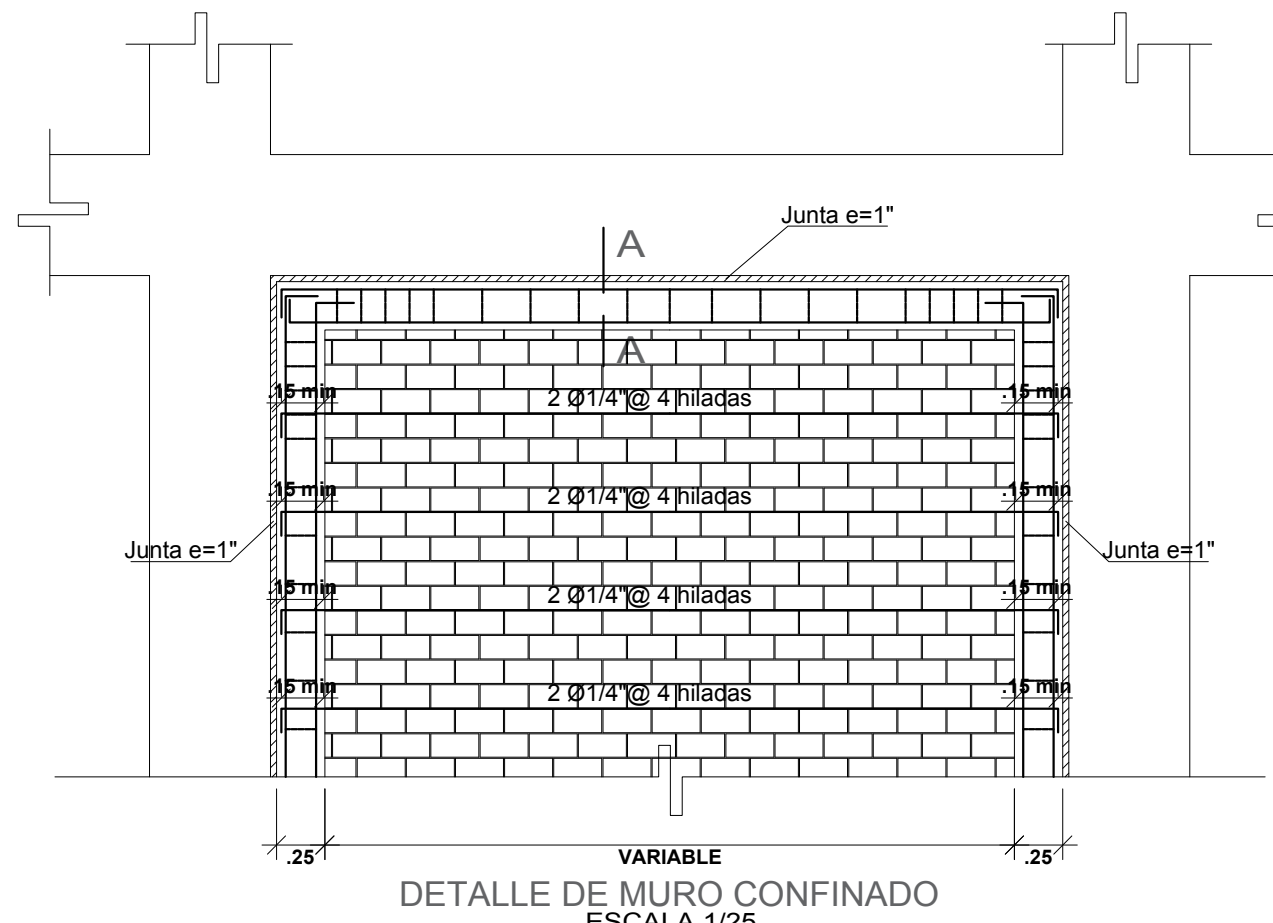 Junta e=1"
A
A
.15 min
2 Ø1/4"@ 4 hiladas
.15 min
.15 min
2 Ø1/4"@ 4 hiladas
.15 min
Junta e=1"
Junta e=1"
.15 min
2 Ø1/4"@ 4 hiladas
.15 min
.15 min
2 Ø1/4"@ 4 hiladas
.15 min
.25
VARIABLE
.25
DETALLE DE MURO CONFINADO
ESCALA 1/25